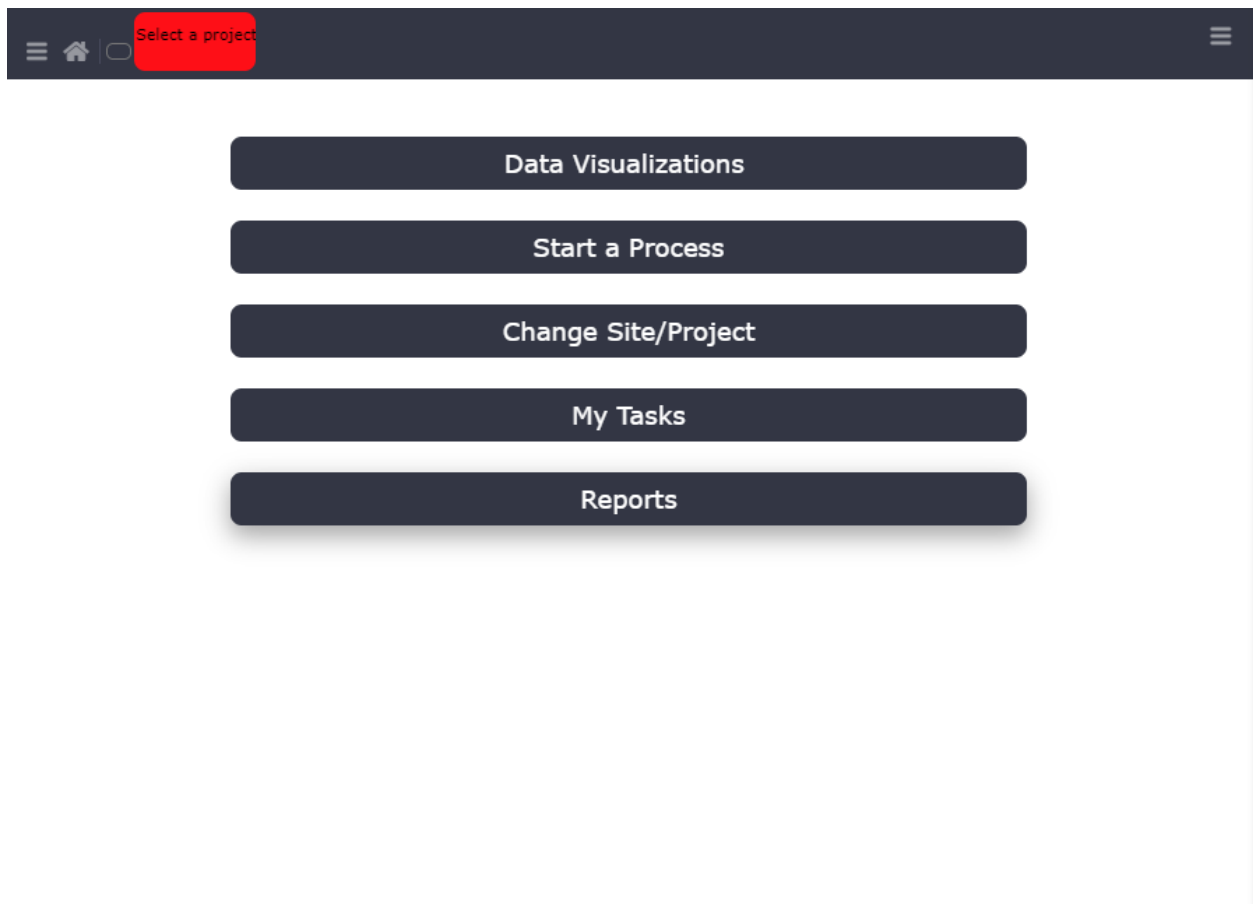 Select a project
Data Visualizations
Start a Process
Change Site/Project
My Tasks
Reports